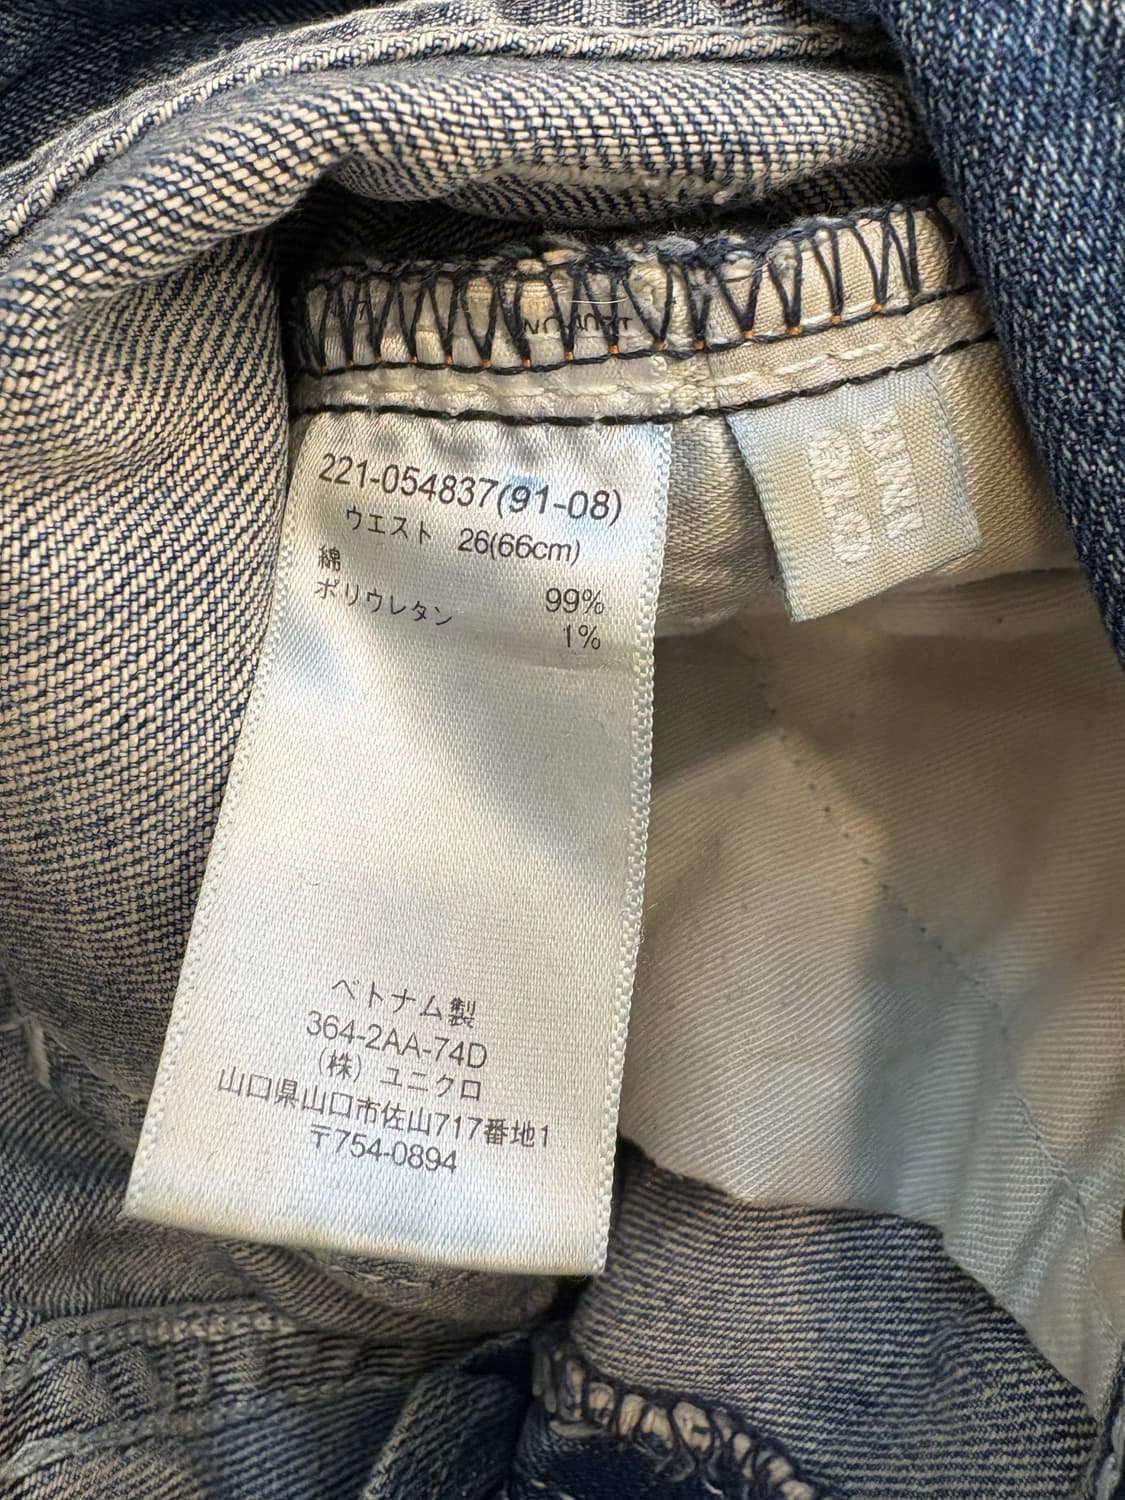 221-054837(91-08)
ウエスト 26(66cm)
綿 99%
ポリウレタン 1%
ベトナム製
364-2AA-74D
(株) ユニクロ
山口県山口市佐山717番地1
〒754-0894